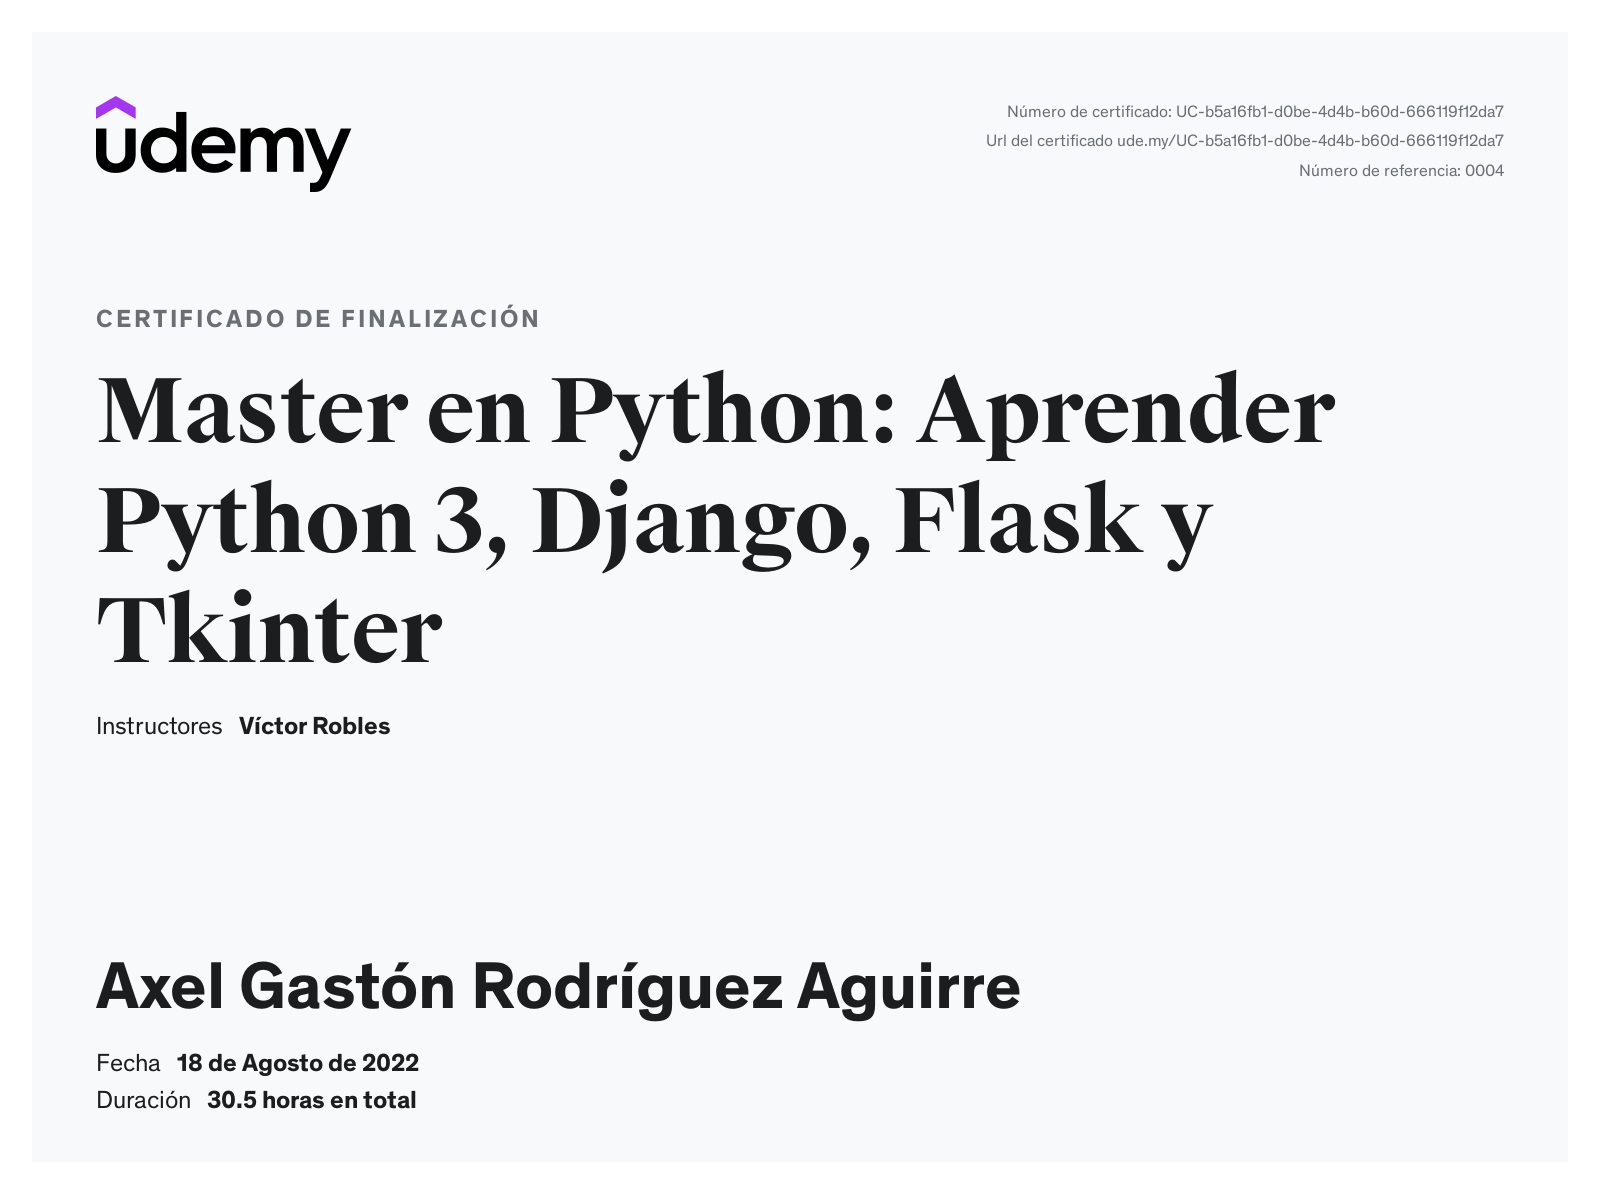 udemy
Número de certificado: UC-b5a16fb1-d0be-4d4b-b60d-666119f12da7
Url del certificado ude.my/UC-b5a16fb1-d0be-4d4b-b60d-666119f12da7
Número de referencia: 0004
CERTIFICADO DE FINALIZACIÓN
Master en Python: Aprender
Python 3, Django, Flask y
Tkinter
Instructores Víctor Robles
Axel Gastón Rodríguez Aguirre
Fecha 18 de Agosto de 2022
Duración 30.5 horas en total